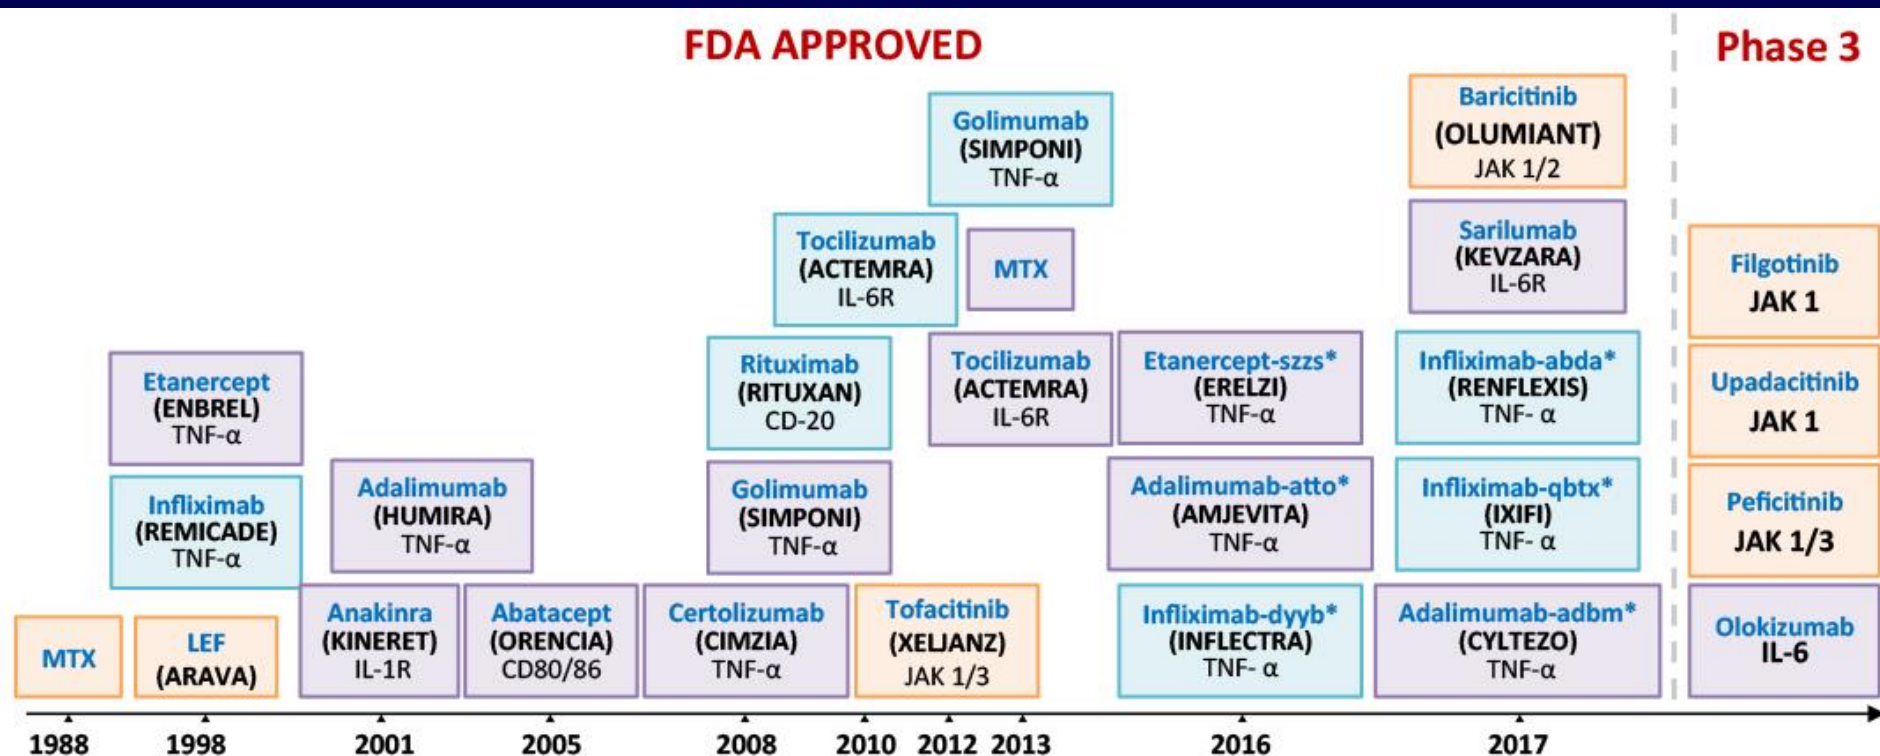 FDA APPROVED
Phase 3
Golimumab
(SIMPONI)
TNF-α
Baricitinib
(OLUMIANT)
JAK 1/2
Tocilizumab
(ACTEMRA)
IL-6R
MTX
Sarilumab
(KEVZARA)
IL-6R
Filgotinib
JAK 1
Etanercept
(ENBREL)
TNF-α
Rituximab
(RITUXAN)
CD-20
Tocilizumab
(ACTEMRA)
IL-6R
Etanercept-szzs*
(ERELZI)
TNF-α
Infliximab-abda*
(RENFLEXIS)
TNF- α
Upadacitinib
JAK 1
Infliximab
(REMICADE)
TNF-α
Adalimumab
(HUMIRA)
TNF-α
Golimumab
(SIMPONI)
TNF-α
Adalimumab-atto*
(AMJEVITA)
TNF-α
Infliximab-qbtx*
(IXIFI)
TNF- α
Peficitinib
JAK 1/3
MTX
LEF
(ARAVA)
Anakinra
(KINERET)
IL-1R
Abatacept
(ORENCIA)
CD80/86
Certolizumab
(CIMZIA)
TNF-α
Tofacitinib
(XELJANZ)
JAK 1/3
Infliximab-dyyb*
(INFLECTRA)
TNF- α
Adalimumab-adbm*
(CYLTEZO)
TNF-α
Olokizumab
IL-6
1988 1998 2001 2005 2008 2010 2012 2013 2016 2017